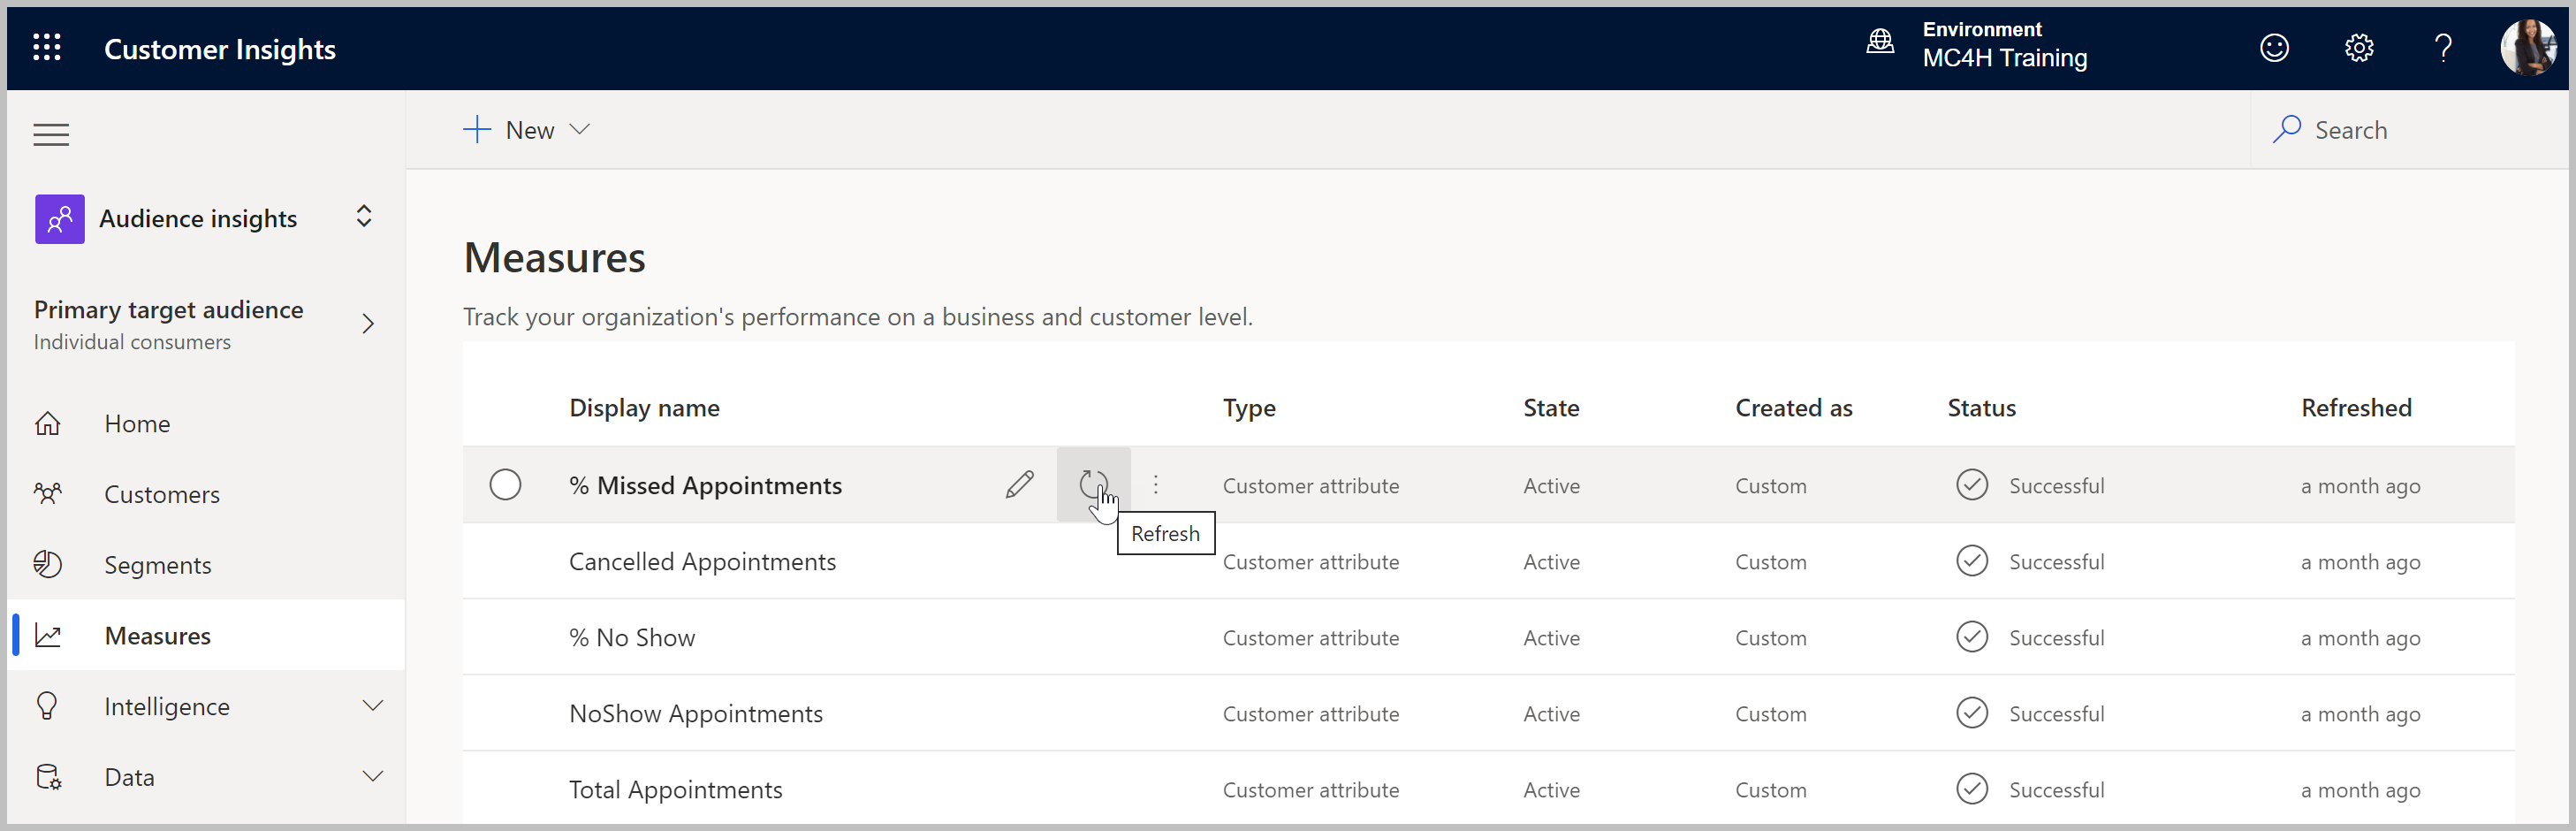 Customer Insights
Environment
MC4H Training
New
Search
Audience insights
Primary target audience
Individual consumers
Home
Customers
Segments
Measures
Intelligence
Data
Measures
Track your organization's performance on a business and customer level.
Display name Type State Created as Status Refreshed
% Missed Appointments Customer attribute Active Custom Successful a month ago
Refresh
Cancelled Appointments Customer attribute Active Custom Successful a month ago
% No Show Customer attribute Active Custom Successful a month ago
NoShow Appointments Customer attribute Active Custom Successful a month ago
Total Appointments Customer attribute Active Custom Successful a month ago